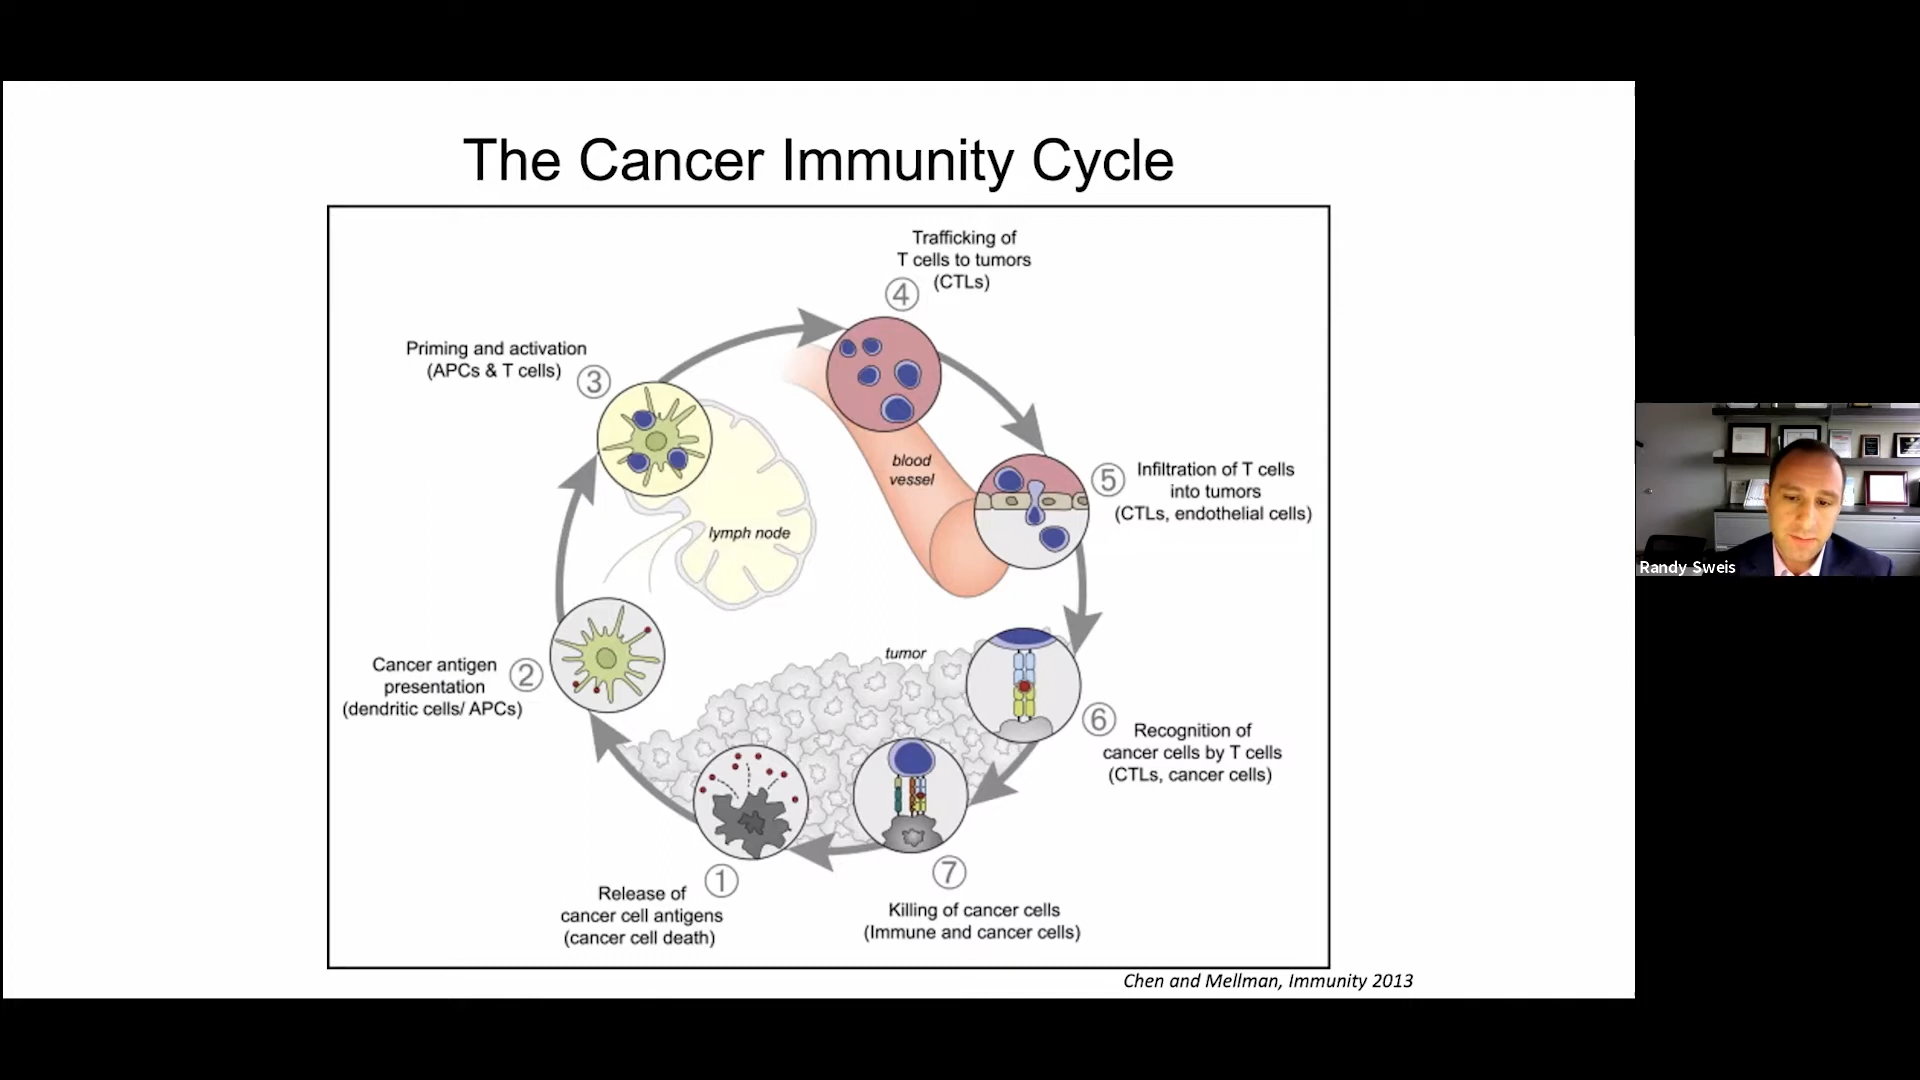 The Cancer Immunity Cycle
Trafficking of
T cells to tumors
(CTLs)
④
Priming and activation
(APCs & T cells)
③
blood
vessel
⑤
Infiltration of T cells
into tumors
(CTLs, endothelial cells)
lymph node
Cancer antigen
presentation
(dendritic cells/ APCs)
②
tumor
⑥
Recognition of
cancer cells by T cells
(CTLs, cancer cells)
①
Release of
cancer cell antigens
(cancer cell death)
⑦
Killing of cancer cells
(Immune and cancer cells)
Chen and Mellman, Immunity 2013
Randy Sweis